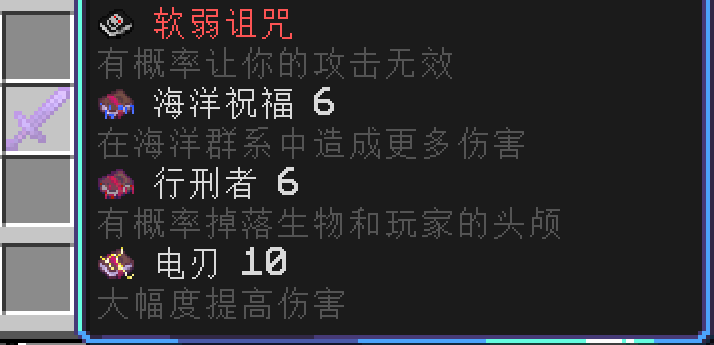 软弱诅咒
有概率让你的攻击无效
海洋祝福 6
在海洋群系中造成更多伤害
行刑者 6
有概率掉落生物和玩家的头颅
电刃 10
大幅度提高伤害